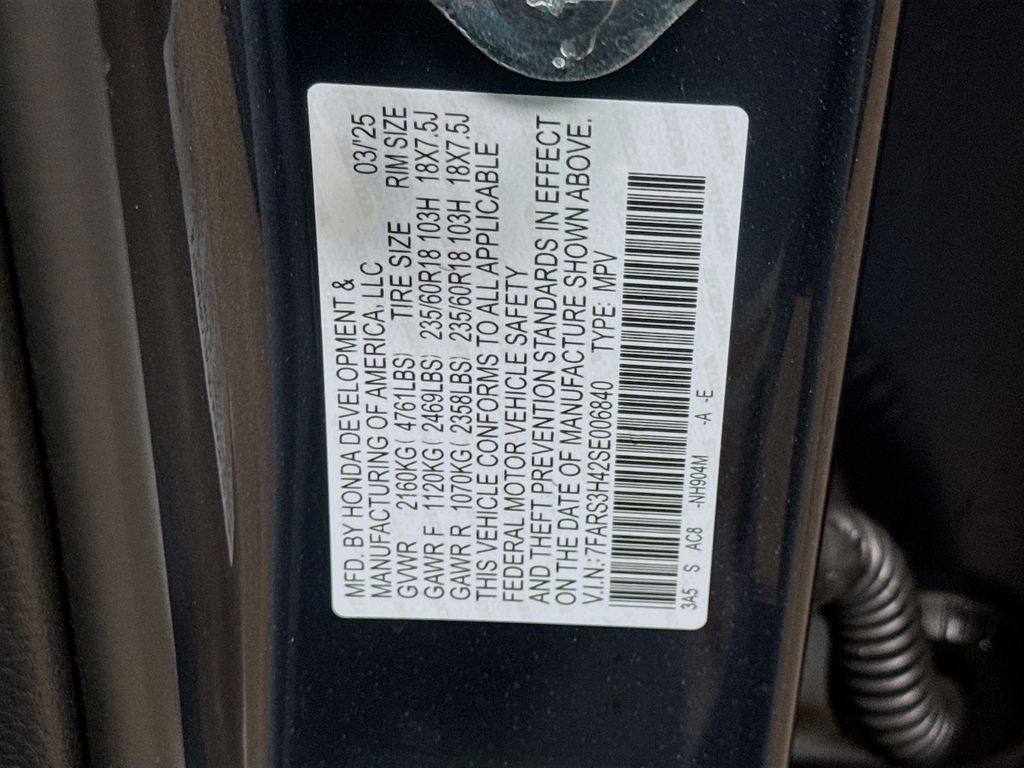 MFD. BY HONDA DEVELOPMENT &
MANUFACTURING OF AMERICA, LLC 03/'25
GVWR 2160KG ( 4761LBS) TIRE SIZE RIM SIZE
GAWR F 1120KG ( 2469LBS) 235/60R18 103H 18X7.5J
GAWR R 1070KG ( 2358LBS) 235/60R18 103H 18X7.5J
THIS VEHICLE CONFORMS TO ALL APPLICABLE
FEDERAL MOTOR VEHICLE SAFETY
AND THEFT PREVENTION STANDARDS IN EFFECT
ON THE DATE OF MANUFACTURE SHOWN ABOVE.
V.I.N.: 7FARS3H42SE006840 TYPE: MPV
3A5 S AC8 -NH904M -A -E